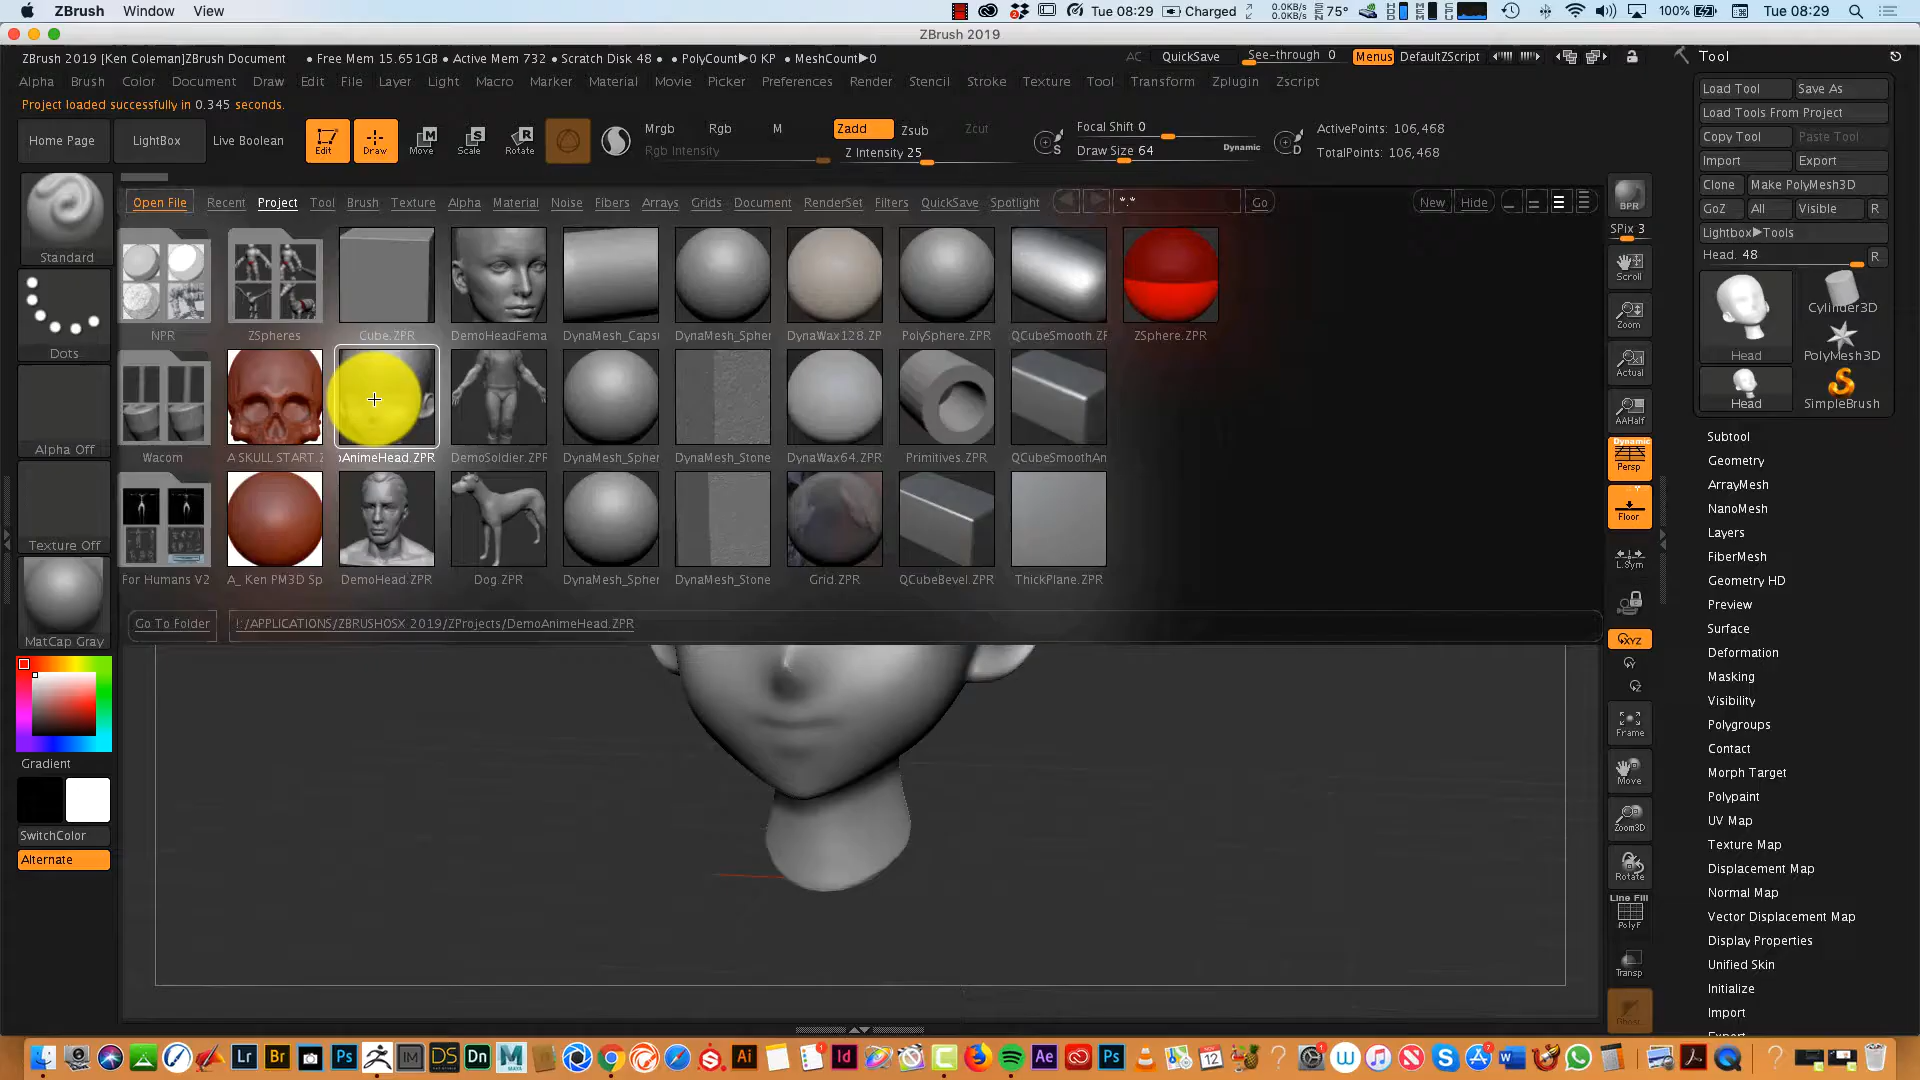 ZBrush Window View Tue 08:29 Charged 0.0KB/s 0.0KB/s 75° 100% Tue 08:29
ZBrush 2019
ZBrush 2019 [Ken Coleman]ZBrush Document • Free Mem 15.651GB • Active Mem 732 • Scratch Disk 48 • PolyCount▶0 KP • MeshCount▶0 AC QuickSave See-through 0 Menus DefaultZScript Tool
Alpha Brush Color Document Draw Edit File Layer Light Macro Marker Material Movie Picker Preferences Render Stencil Stroke Texture Tool Transform Zplugin Zscript
Project loaded successfully in 0.345 seconds.
Home Page LightBox Live Boolean Edit Draw Move Scale Rotate
Mrgb Rgb M
Rgb Intensity
Zadd Zsub Zcut
Z Intensity 25
S Focal Shift 0
Draw Size 64 Dynamic D
ActivePoints: 106,468
TotalPoints: 106,468
Load Tool Save As
Load Tools From Project
Copy Tool Paste Tool
Import Export
Clone Make PolyMesh3D
GoZ All Visible R
Lightbox▶Tools
Head. 48 R
Head Cylinder3D
PolyMesh3D
Head SimpleBrush
Open File Recent Project Tool Brush Texture Alpha Material Noise Fibers Arrays Grids Document RenderSet Filters QuickSave Spotlight *.* Go New Hide
NPR ZSpheres Cube.ZPR DemoHeadFema DynaMesh_Caps DynaMesh_Spher DynaWax128.ZP PolySphere.ZPR QCubeSmooth.ZF ZSphere.ZPR
Wacom A SKULL START.Z AnimeHead.ZPR DemoSoldier.ZPR DynaMesh_Spher DynaMesh_Stone DynaWax64.ZPR Primitives.ZPR QCubeSmoothAn
For Humans V2 A_ Ken PM3D Sp DemoHead.ZPR Dog.ZPR DynaMesh_Spher DynaMesh_Stone Grid.ZPR QCubeBevel.ZPR ThickPlane.ZPR
Go To Folder /APPLICATIONS/ZBRUSHOSX 2019/ZProjects/DemoAnimeHead.ZPR
Standard
Dots
Alpha Off
Texture Off
MatCap Gray
Gradient
SwitchColor
Alternate
BPR
SPix 3
Scroll
Zoom
Actual
AAHalf
Dynamic
Persp
Floor
L.Sym
XYZ
Y
Z
Frame
Move
Zoom3D
Rotate
Line Fill
PolyF
Transp
Subtool
Geometry
ArrayMesh
NanoMesh
Layers
FiberMesh
Geometry HD
Preview
Surface
Deformation
Masking
Visibility
Polygroups
Contact
Morph Target
Polypaint
UV Map
Texture Map
Displacement Map
Normal Map
Vector Displacement Map
Display Properties
Unified Skin
Initialize
Import
Lr Br Ps IM DS Dn M Ai Id Ae Ps 12 W S W